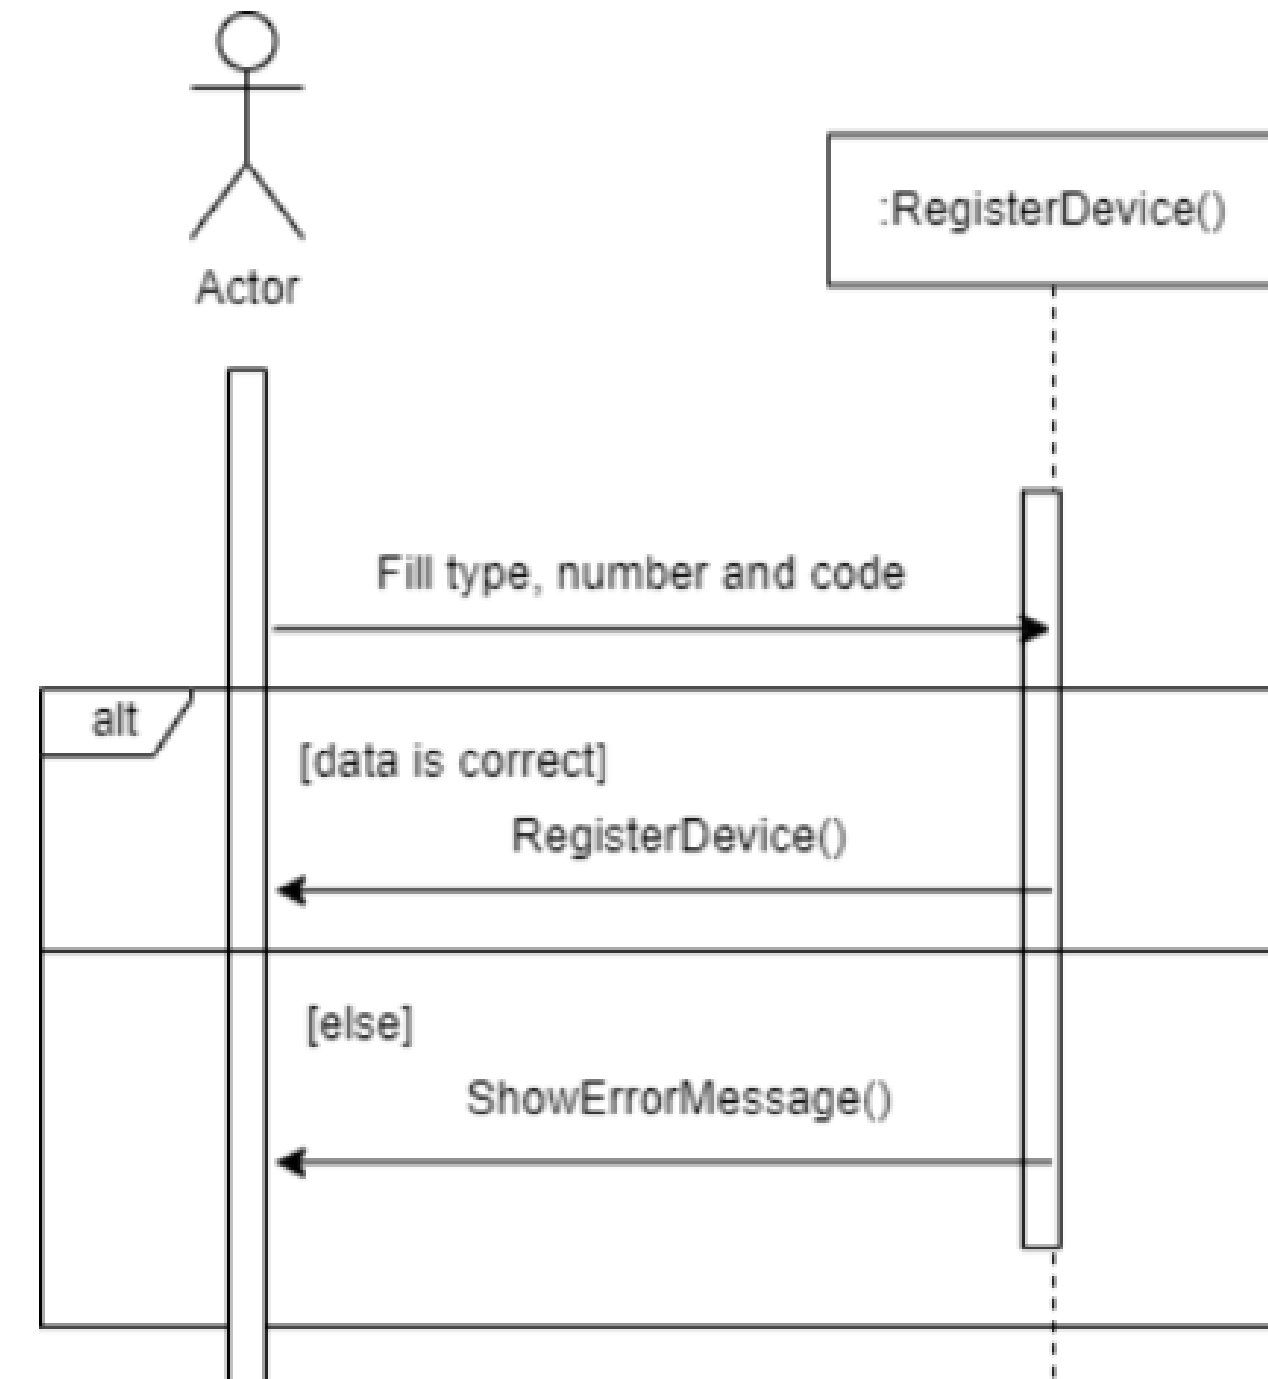 Actor
:RegisterDevice()
Fill type, number and code
alt
[data is correct]
RegisterDevice()
[else]
ShowErrorMessage()